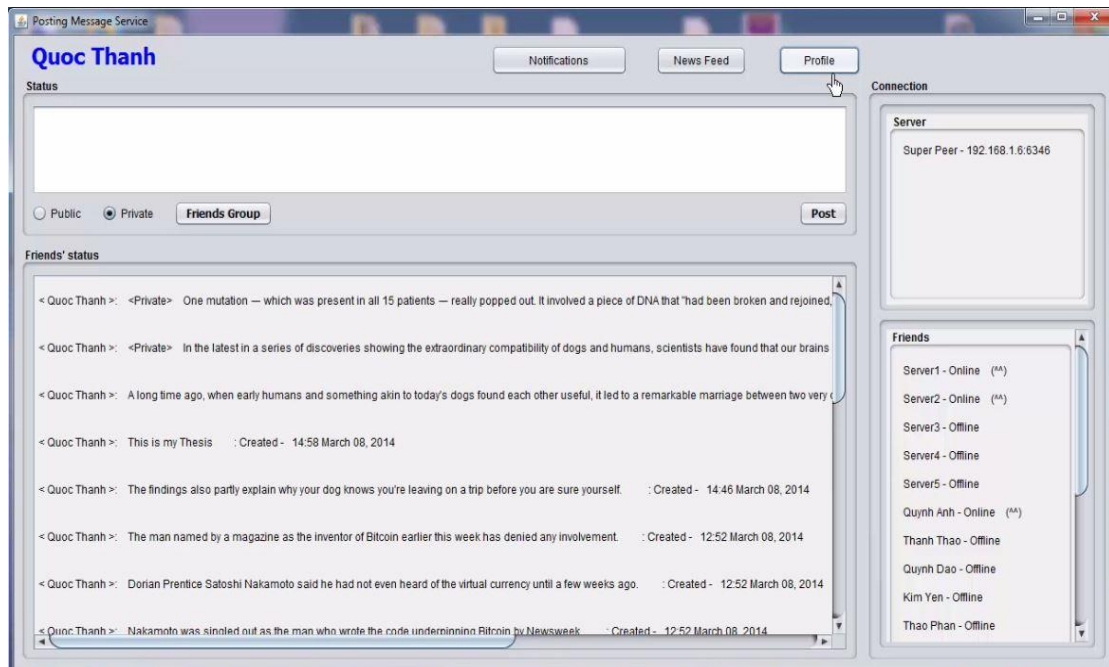 Posting Message Service
Quoc Thanh
Notifications
News Feed
Profile
Status
Public
Private
Friends Group
Post
Friends' status
< Quoc Thanh >: <Private> One mutation — which was present in all 15 patients — really popped out. It involved a piece of DNA that "had been broken and rejoined,
< Quoc Thanh >: <Private> In the latest in a series of discoveries showing the extraordinary compatibility of dogs and humans, scientists have found that our brains
< Quoc Thanh >: A long time ago, when early humans and something akin to today's dogs found each other useful, it led to a remarkable marriage between two very
< Quoc Thanh >: This is my Thesis : Created - 14:58 March 08, 2014
< Quoc Thanh >: The findings also partly explain why your dog knows you're leaving on a trip before you are sure yourself. : Created - 14:46 March 08, 2014
< Quoc Thanh >: The man named by a magazine as the inventor of Bitcoin earlier this week has denied any involvement. : Created - 12:52 March 08, 2014
< Quoc Thanh >: Dorian Prentice Satoshi Nakamoto said he had not even heard of the virtual currency until a few weeks ago. : Created - 12:52 March 08, 2014
< Quoc Thanh >: Nakamoto was singled out as the man who wrote the code underpinning Bitcoin by Newsweek : Created - 12:52 March 08, 2014
Connection
Server
Super Peer - 192.168.1.6:6346
Friends
Server1 - Online (^^)
Server2 - Online (^^)
Server3 - Offline
Server4 - Offline
Server5 - Offline
Quynh Anh - Online (^^)
Thanh Thao - Offline
Quynh Dao - Offline
Kim Yen - Offline
Thao Phan - Offline